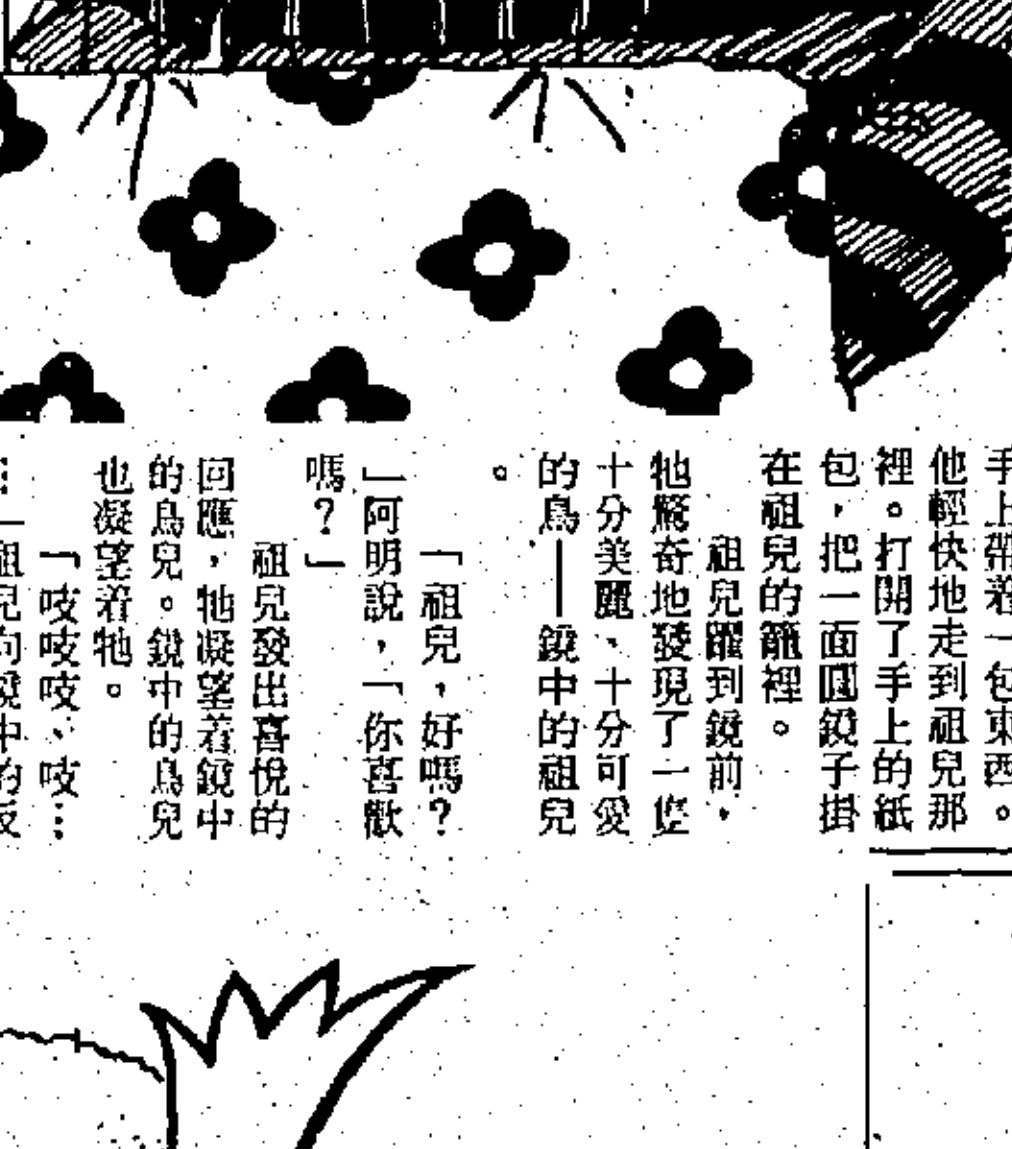 手上帶着一包東西。
他輕快地走到祖兒那
裡。打開了手上的紙
包，把一面圓鏡子掛
在祖兒的籠裡。
祖兒躍到鏡前，
牠驚奇地發現了一隻
十分美麗、十分可愛
的鳥——鏡中的祖兒
。
「祖兒，好嗎？
」阿明說，「你喜歡
嗎？」
祖兒發出喜悅的
回應，牠凝望着鏡中
的鳥兒。鏡中的鳥兒
也凝望着牠。
「吱吱吱、吱…
…」祖兒向鏡中的反